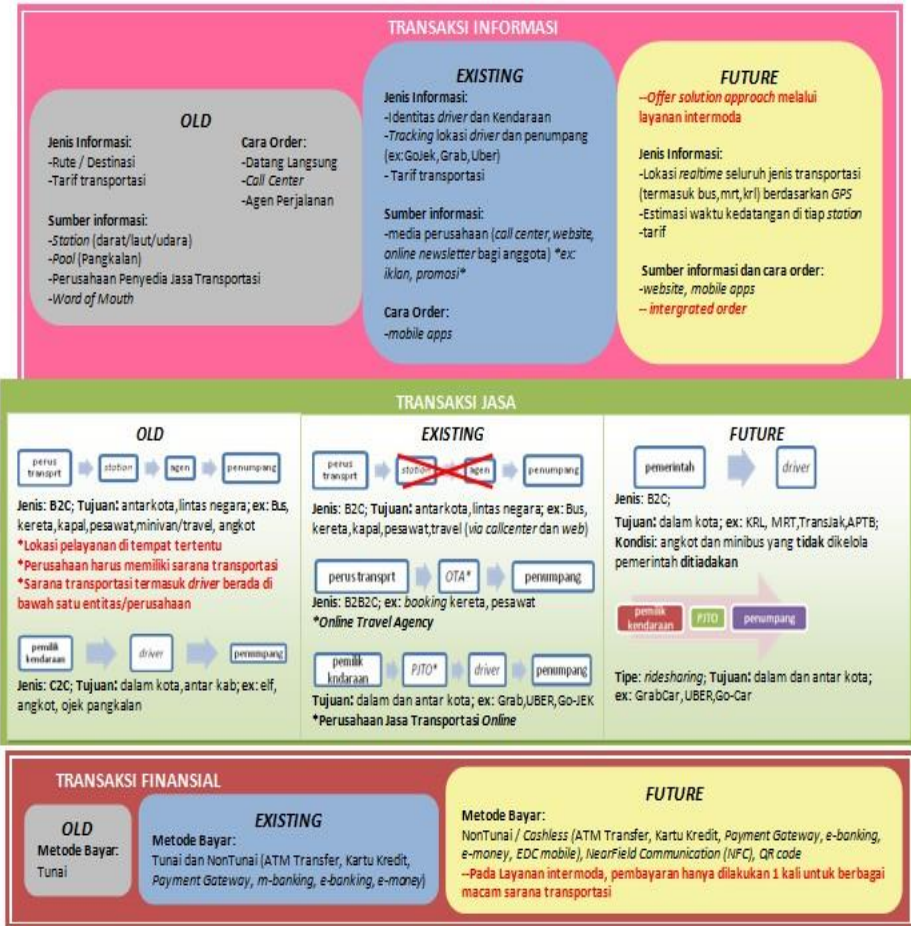 TRANSAKSI INFORMASI
OLD
Jenis Informasi:
-Rute / Destinasi
-Tarif transportasi
Sumber informasi:
-Station (darat/laut/udara)
-Pool (Pangkalan)
-Perusahaan Penyedia Jasa Transportasi
-Word of Mouth
Cara Order:
-Datang Langsung
-Call Center
-Agen Perjalanan
EXISTING
Jenis Informasi:
-Identitas driver dan Kendaraan
-Tracking lokasi driver dan penumpang
(ex:GoJek,Grab,Uber)
- Tarif transportasi
Sumber informasi:
-media perusahaan (call center, website,
online newsletter bagi anggota) *ex:
iklan, promosi*
Cara Order:
-mobile apps
FUTURE
--Offer solution approach melalui
layanan intermoda
Jenis Informasi:
-Lokasi realtime seluruh jenis transportasi
(termasuk bus,mrt,krl) berdasarkan GPS
-Estimasi waktu kedatangan di tiap station
-tarif
Sumber informasi dan cara order:
-website, mobile apps
-- intergrated order
TRANSAKSI JASA
OLD
perus
transprt
station
agen
penumpang
Jenis: B2C; Tujuan: antarkota,lintas negara; ex: Bus,
kereta,kapal,pesawat,minivan/travel, angkot
*Lokasi pelayanan di tempat tertentu
*Perusahaan harus memiliki sarana transportasi
*Sarana transportasi termasuk driver berada di
bawah satu entitas/perusahaan
pemilik
kendaraan
driver
penumpang
Jenis: C2C; Tujuan: dalam kota,antar kab; ex: elf,
angkot, ojek pangkalan
EXISTING
perus
transprt
station
agen
penumpang
Jenis: B2C; Tujuan: antarkota,lintas negara; ex: Bus,
kereta,kapal,pesawat,travel (via callcenter dan web)
perus transprt
OTA*
penumpang
Jenis: B2B2C; ex: booking kereta, pesawat
*Online Travel Agency
pemilik
kndaraan
PJTO*
driver
penumpang
Tujuan: dalam dan antar kota; ex: Grab,UBER,Go-JEK
*Perusahaan Jasa Transportasi Online
FUTURE
pemerintah
driver
Jenis: B2C;
Tujuan: dalam kota; ex: KRL, MRT,TransJak,APTB;
Kondisi: angkot dan minibus yang tidak dikelola
pemerintah ditiadakan
pemilik
kendaraan
PJTO
penumpang
Tipe: ridesharing; Tujuan: dalam dan antar kota;
ex: GrabCar,UBER,Go-Car
TRANSAKSI FINANSIAL
OLD
Metode Bayar:
Tunai
EXISTING
Metode Bayar:
Tunai dan NonTunai (ATM Transfer, Kartu Kredit,
Payment Gateway, m-banking, e-banking, e-money)
FUTURE
Metode Bayar:
NonTunai / Cashless (ATM Transfer, Kartu Kredit, Payment Gateway, e-banking,
e-money, EDC mobile), NearField Communication (NFC), QR code
--Pada Layanan intermoda, pembayaran hanya dilakukan 1 kali untuk berbagai
macam sarana transportasi